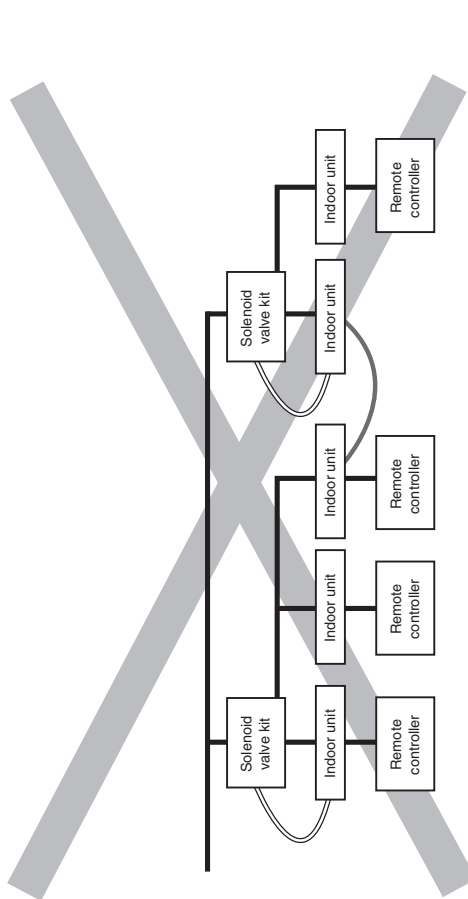 Solenoid
valve kit
Solenoid
valve kit
Indoor unit
Indoor unit
Indoor unit
Indoor unit
Indoor unit
Remote
controller
Remote
controller
Remote
controller
Remote
controller